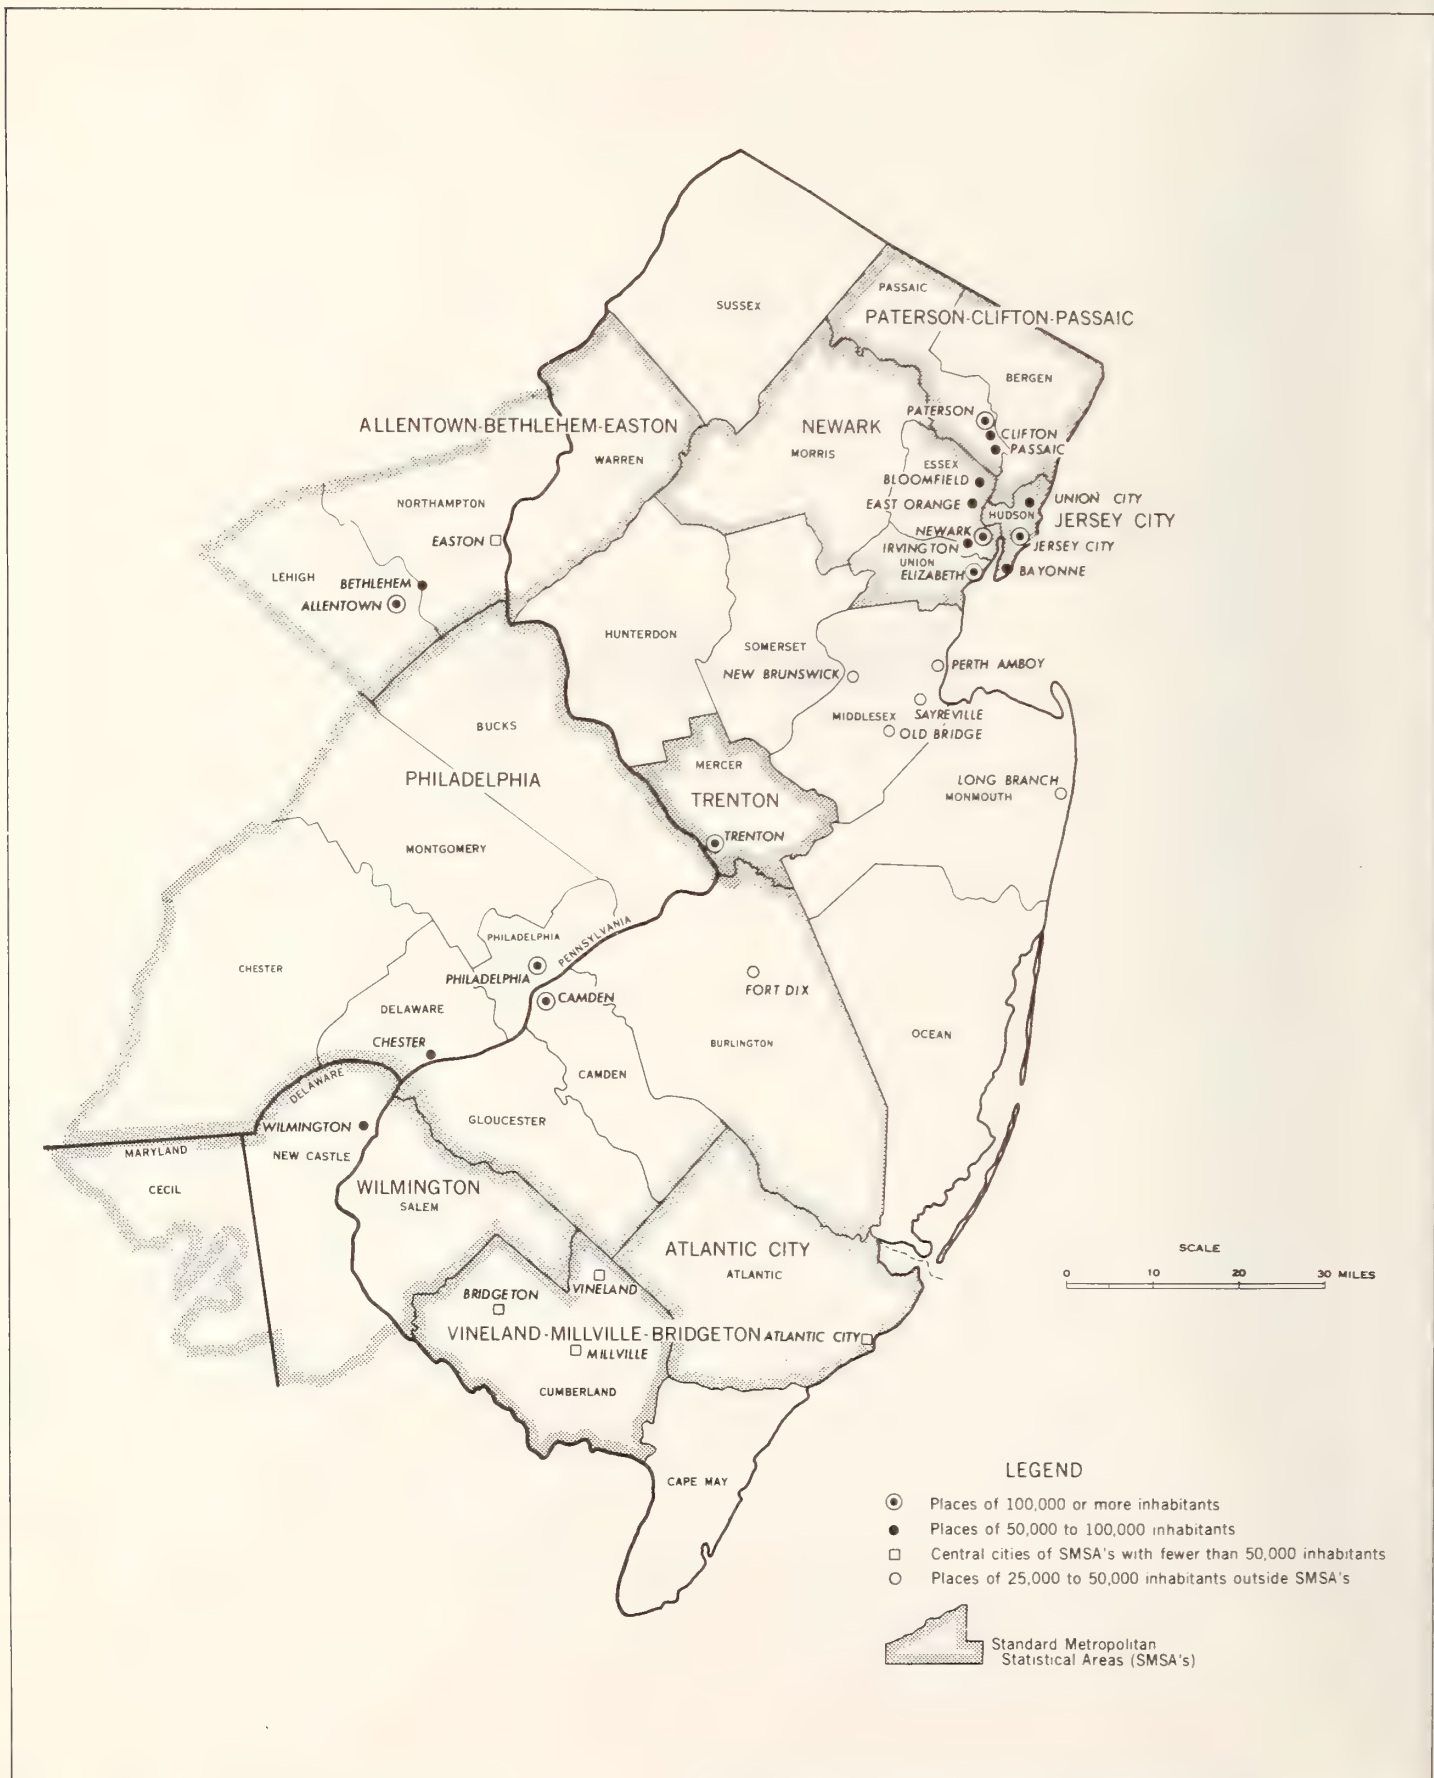 SUSSEX
PASSAIC
PATERSON-CLIFTON-PASSAIC
BERGEN
PATERSON
CLIFTON
PASSAIC
ALLENTOWN-BETHLEHEM-EASTON
NEWARK
MORRIS
WARREN
ESSEX
BLOOMFIELD
EAST ORANGE
UNION CITY
HUDSON
JERSEY CITY
NEWARK
JERSEY CITY
IRVINGTON
UNION
ELIZABETH
BAYONNE
NORTHAMPTON
EASTON
LEHIGH
BETHLEHEM
ALLENTOWN
HUNTERDON
SOMERSET
NEW BRUNSWICK
PERTH AMBOY
MIDDLESEX
SAYREVILLE
OLD BRIDGE
BUCKS
PHILADELPHIA
MERCER
TRENTON
TRENTON
LONG BRANCH
MONMOUTH
MONTGOMERY
PHILADELPHIA
PENNSYLVANIA
CHESTER
PHILADELPHIA
CAMDEN
FORT DIX
DELAWARE
CHESTER
OCEAN
BURLINGTON
CAMDEN
DELAWARE
GLOUCESTER
WILMINGTON
MARYLAND
NEW CASTLE
CECIL
WILMINGTON
SALEM
ATLANTIC CITY
ATLANTIC
BRIDGETON
VINELAND
VINELAND-MILLVILLE-BRIDGETON
ATLANTIC CITY
MILLVILLE
CUMBERLAND
CAPE MAY
SCALE
0 10 20 30 MILES
LEGEND
Places of 100,000 or more inhabitants
Places of 50,000 to 100,000 inhabitants
Central cities of SMSA's with fewer than 50,000 inhabitants
Places of 25,000 to 50,000 inhabitants outside SMSA's
Standard Metropolitan
Statistical Areas (SMSA's)